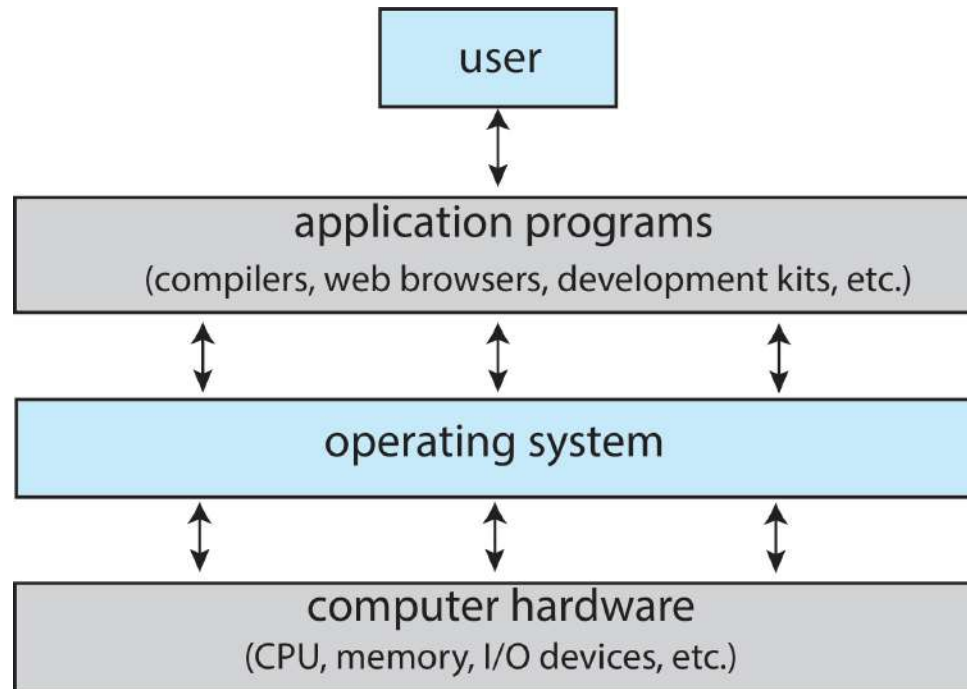 user
application programs
(compilers, web browsers, development kits, etc.)
operating system
computer hardware
(CPU, memory, I/O devices, etc.)